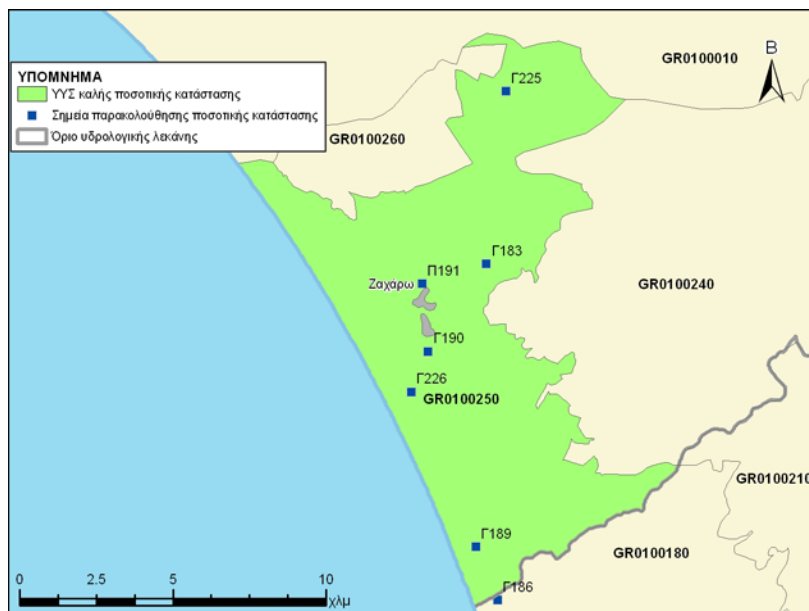 GR0100010
Β
Γ225
ΥΠΟΜΝΗΜΑ
ΥΥΣ καλής ποσοτικής κατάστασης
Σημεία παρακολούθησης ποσοτικής κατάστασης
Όριο υδρολογικής λεκάνης
GR0100260
Γ183
Π191
Ζαχάρω
GR0100240
Γ190
Γ226
GR0100250
GR0100210
Γ189
GR0100180
Γ186
0 2.5 5 10
χλμ